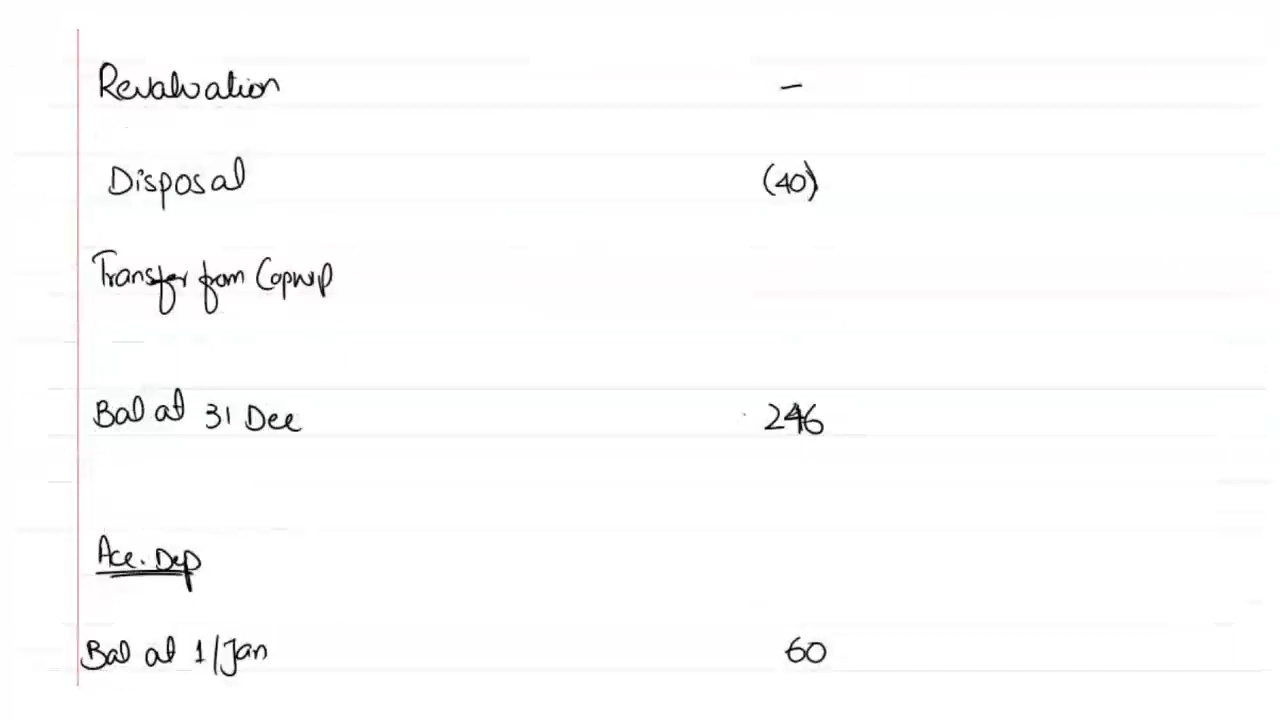 Revaluation –
Disposal (40)
Transfer from Capwip
Bal at 31 Dec 246
Acc. Dep
Bal at 1/Jan 60